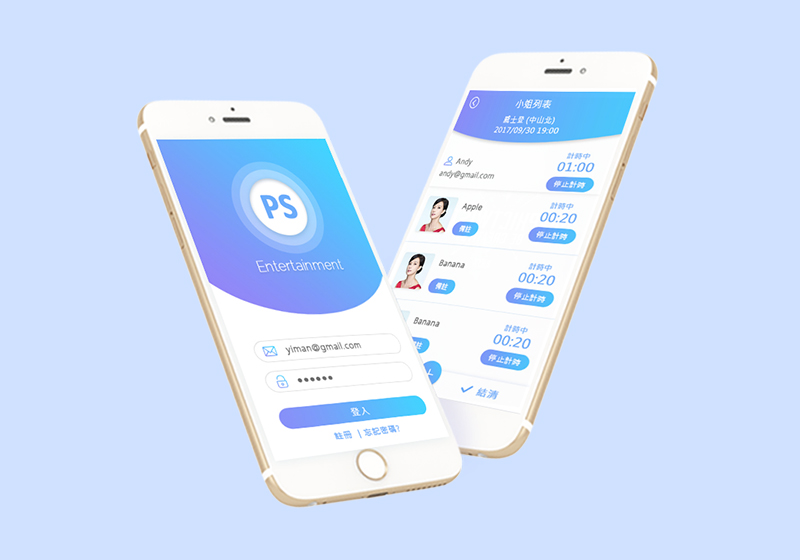 PS
Entertainment
yiman@gmail.com
登入
註冊 | 忘記密碼?
小姐列表
威士登 (中山北)
2017/09/30 19:00
Andy
andy@gmail.com
計時中
01:00
停止計時
Apple
備註
計時中
00:20
停止計時
Banana
備註
計時中
00:20
停止計時
Banana
註
計時中
00:20
停止計時
結清